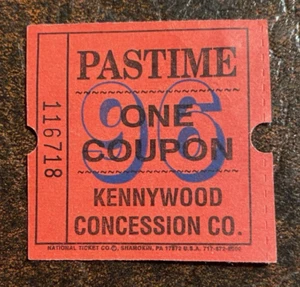 116718
PASTIME
96
ONE
COUPON
KENNYWOOD
CONCESSION CO.
NATIONAL TICKET CO. SHAMOKIN, PA 17872 U.S.A.